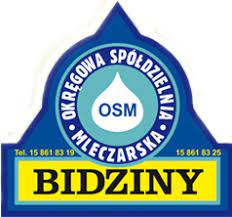 OKRĘGOWA SPÓŁDZIELNIA
OSM
• MLECZARSKA •
Tel. 15 861 83 19
15 861 83 25
BIDZINY